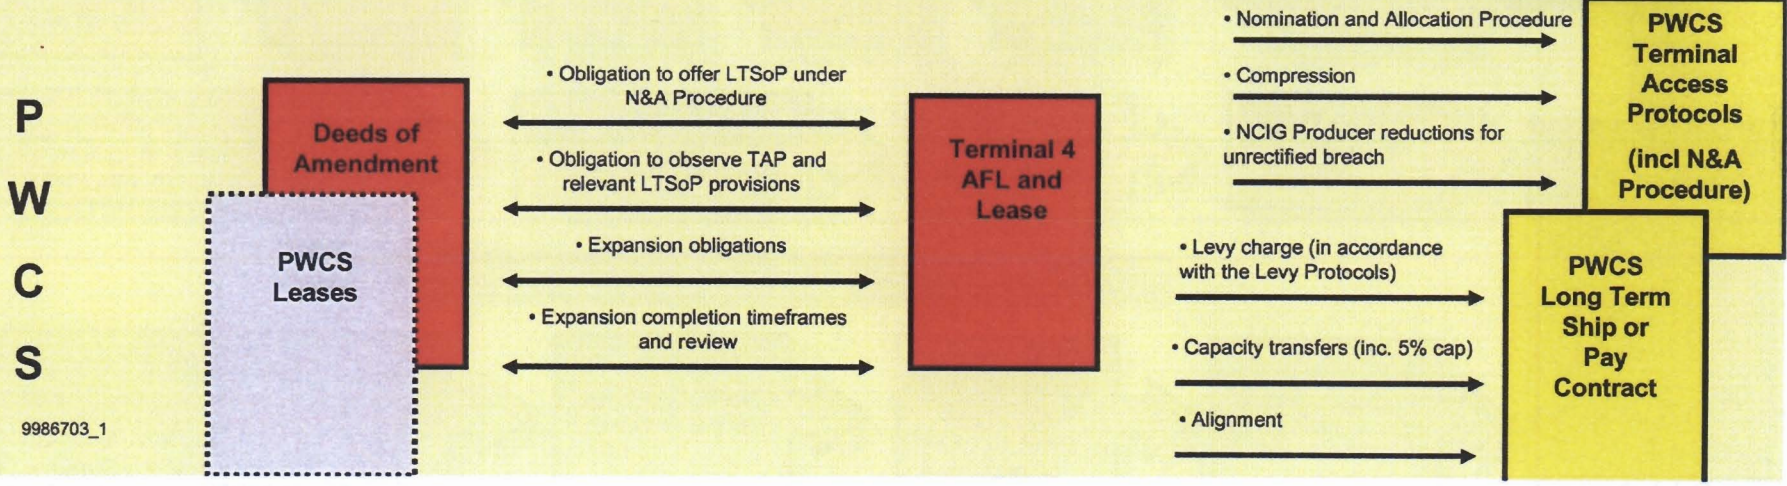 P
W
C
S
9986703_1
Deeds of
Amendment
PWCS
Leases
• Obligation to offer LTSoP under
N&A Procedure
• Obligation to observe TAP and
relevant LTSoP provisions
• Expansion obligations
• Expansion completion timeframes
and review
Terminal 4
AFL and
Lease
• Nomination and Allocation Procedure
• Compression
• NCIG Producer reductions for
unrectified breach
• Levy charge (in accordance
with the Levy Protocols)
• Capacity transfers (inc. 5% cap)
• Alignment
PWCS
Terminal
Access
Protocols
(incl N&A
Procedure)
PWCS
Long Term
Ship or
Pay
Contract